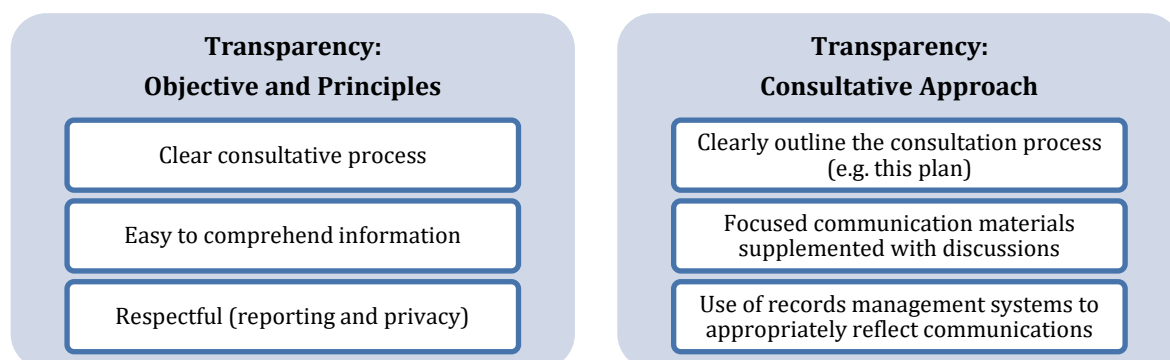 Transparency:
Objective and Principles
Clear consultative process
Easy to comprehend information
Respectful (reporting and privacy)
Transparency:
Consultative Approach
Clearly outline the consultation process
(e.g. this plan)
Focused communication materials
supplemented with discussions
Use of records management systems to
appropriately reflect communications